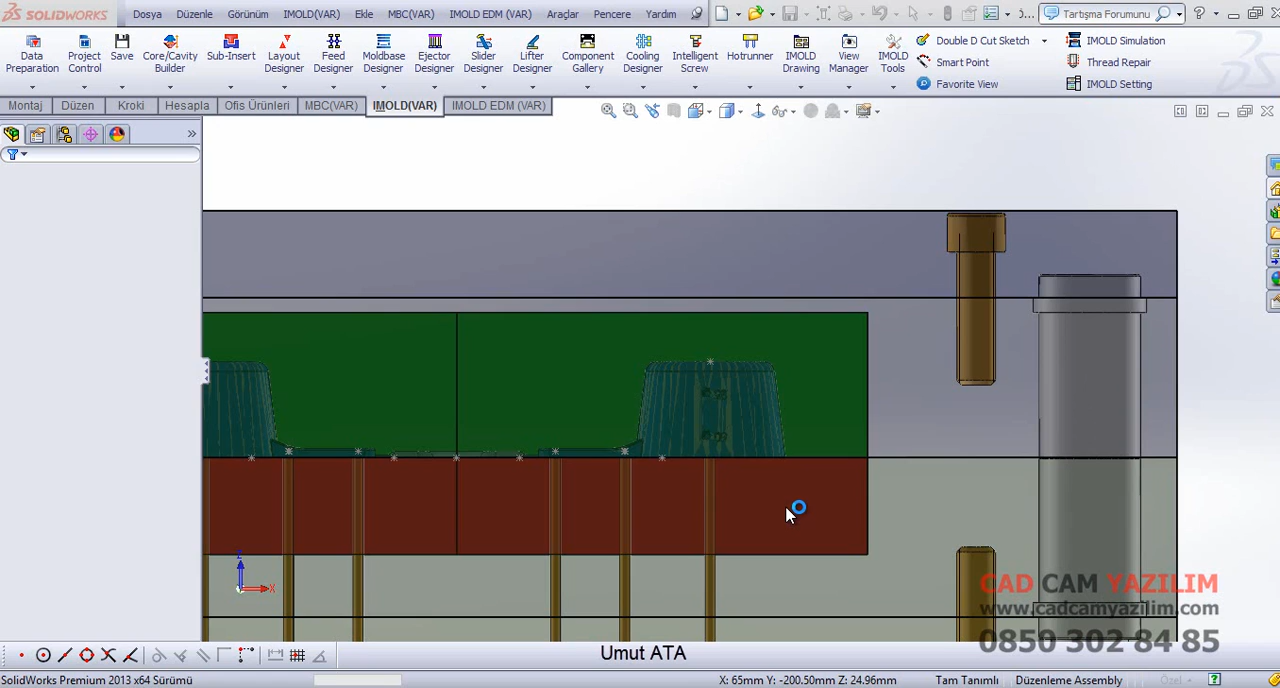 SOLIDWORKS
Dosya Düzenle Görünüm IMOLD(VAR) Ekle MBC(VAR) IMOLD EDM (VAR) Araçlar Pencere Yardım
Tartışma Forumunu
Data Preparation
Project Control
Save
Core/Cavity Builder
Sub-Insert
Layout Designer
Feed Designer
Moldbase Designer
Ejector Designer
Slider Designer
Lifter Designer
Component Gallery
Cooling Designer
Intelligent Screw
Hotrunner
IMOLD Drawing
View Manager
IMOLD Tools
Double D Cut Sketch
Smart Point
Favorite View
IMOLD Simulation
Thread Repair
IMOLD Setting
Montaj Düzen Kroki Hesapla Ofis Ürünleri MBC(VAR) IMOLD(VAR) IMOLD EDM (VAR)
Z
X
CAD CAM YAZILIM
www.cadcamyazilim.com
0850 302 84 85
Umut ATA
SolidWorks Premium 2013 x64 Sürümü X: 65mm Y: -200.50mm Z: 24.96mm Tam Tanımlı Düzenleme Assembly Özel